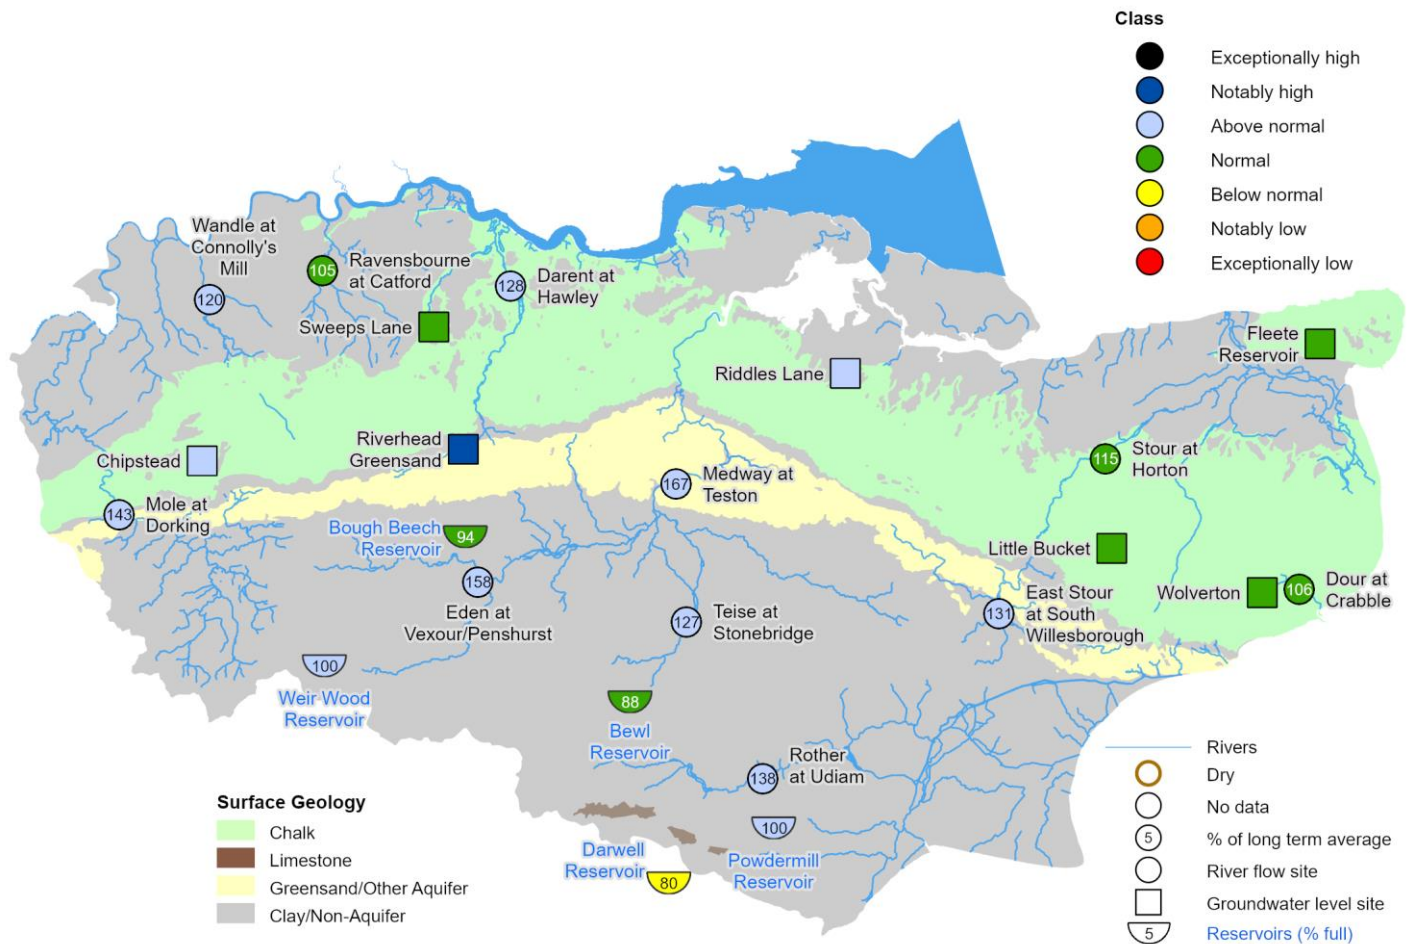 Class
Exceptionally high
Notably high
Above normal
Normal
Below normal
Notably low
Exceptionally low
Wandle at
Connolly's
Mill
120
105
Ravensbourne
at Catford
128
Darent at
Hawley
Sweeps Lane
Riddles Lane
Fleete
Reservoir
Chipstead
Riverhead
Greensand
143
Mole at
Dorking
167
Medway at
Teston
115
Stour at
Horton
Bough Beech
Reservoir
94
158
Eden at
Vexour/Penshurst
127
Teise at
Stonebridge
Little Bucket
131
East Stour
at South
Willesborough
Wolverton
106
Dour at
Crabble
100
Weir Wood
Reservoir
88
Bewl
Reservoir
138
Rother
at Udiam
100
Powdermill
Reservoir
Darwell
Reservoir
80
Surface Geology
Chalk
Limestone
Greensand/Other Aquifer
Clay/Non-Aquifer
Rivers
Dry
No data
5
% of long term average
River flow site
Groundwater level site
5
Reservoirs (% full)